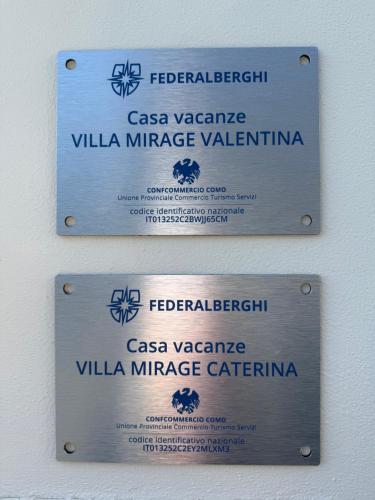 FEDERALBERGHI
Casa vacanze
VILLA MIRAGE VALENTINA
CONFCOMMERCIO COMO
Unione Provinciale Commercio Turismo Servizi
codice identificativo nazionale
IT013252C2BWJJ65CM
FEDERALBERGHI
Casa vacanze
VILLA MIRAGE CATERINA
CONFCOMMERCIO COMO
Unione Provinciale Commercio Turismo Servizi
codice identificativo nazionale
IT013252C2EY2MLXM3